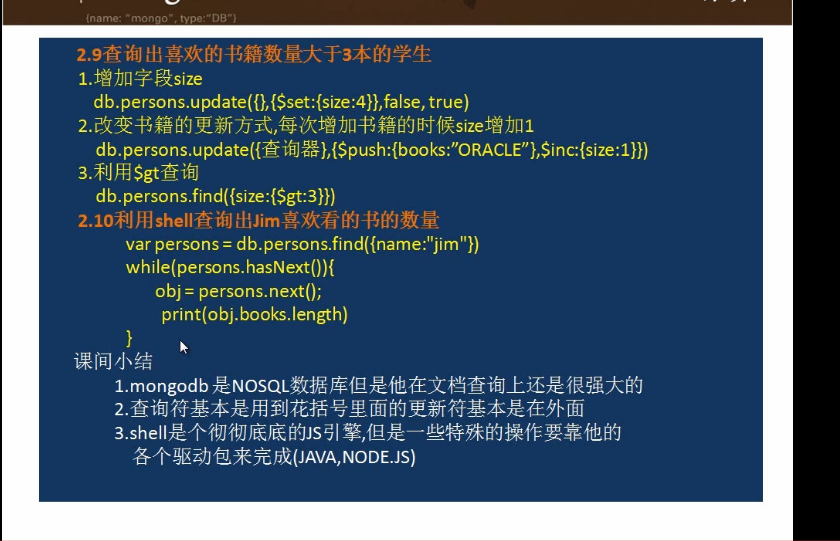 {name: "mongo", type:"DB"}
2.9查询出喜欢的书籍数量大于3本的学生
1.增加字段size
db.persons.update({},{$set:{size:4}},false, true)
2.改变书籍的更新方式,每次增加书籍的时候size增加1
db.persons.update({查询器},{$push:{books:”ORACLE”},$inc:{size:1}})
3.利用$gt查询
db.persons.find({size:{$gt:3}})
2.10利用shell查询出Jim喜欢看的书的数量
var persons = db.persons.find({name:"jim"})
while(persons.hasNext()){
obj = persons.next();
print(obj.books.length)
}
课间小结
1.mongodb 是NOSQL数据库但是他在文档查询上还是很强大的
2.查询符基本是用到花括号里面的更新符基本是在外面
3.shell是个彻彻底底的JS引擎,但是一些特殊的操作要靠他的
各个驱动包来完成(JAVA,NODE.JS)